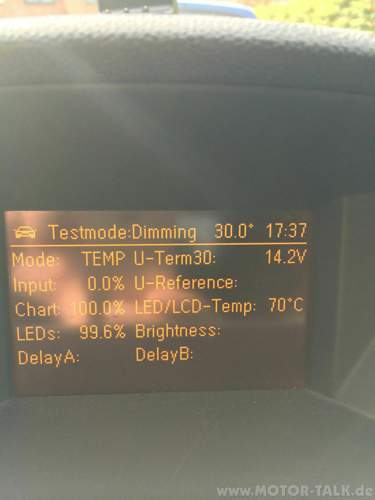 Testmode:Dimming 30.0° 17:37
Mode: TEMP U-Term30: 14.2V
Input: 0.0% U-Reference:
Chart: 100.0% LED/LCD-Temp: 70°C
LEDs: 99.6% Brightness:
DelayA: DelayB:
www.MOTOR-TALK.de